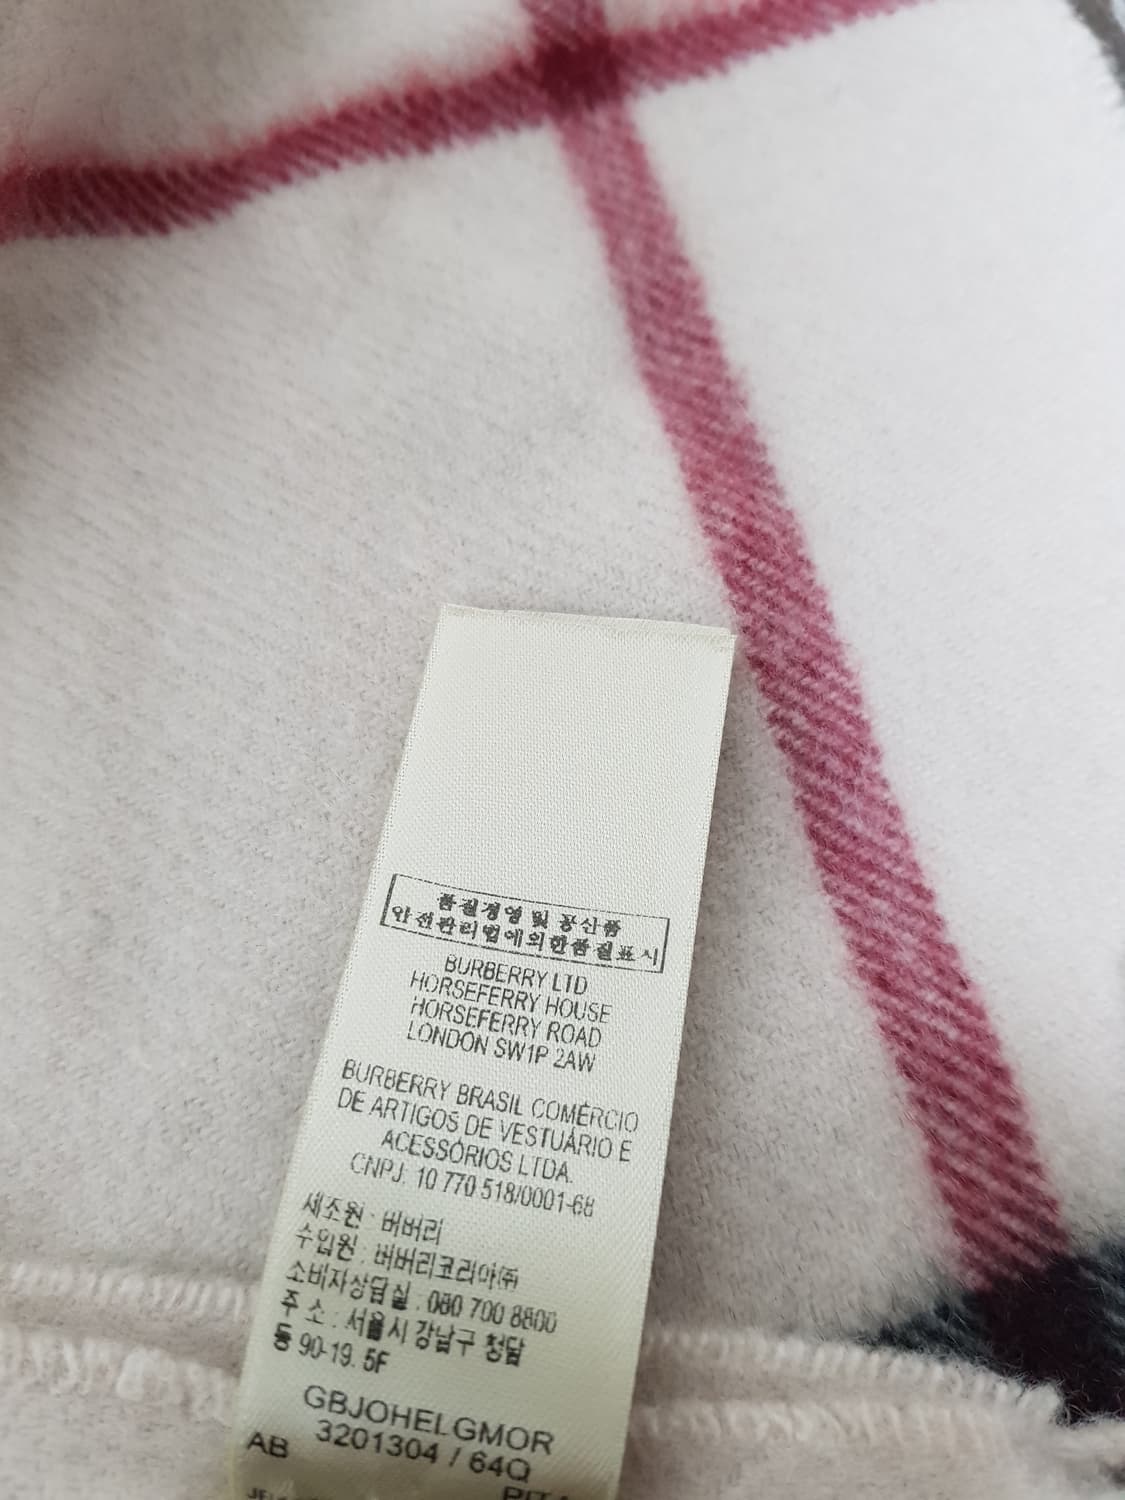 품질경영 및 공산품
안전관리법에의한품질표시
BURBERRY LTD
HORSEFERRY HOUSE
HORSEFERRY ROAD
LONDON SW1P 2AW
BURBERRY BRASIL COMÉRCIO
DE ARTIGOS DE VESTUÁRIO E
ACESSÓRIOS LTDA.
CNPJ: 10 770 518/0001-68
제조원 : 버버리
수입원 : 버버리코리아㈜
소비자상담실 : 080 700 8800
주 소 : 서울시 강남구 청담
동 90-19. 5F
GBJOHELGMOR
3201304 / 64Q
AB